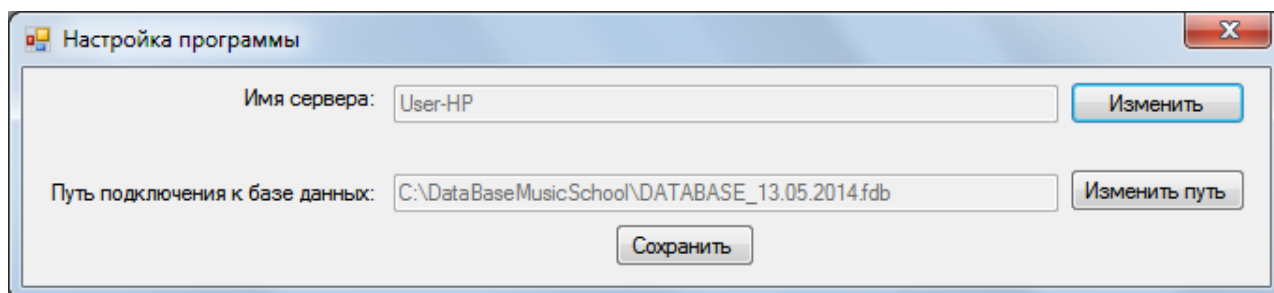 Настройка программы
Имя сервера: User-HP Изменить
Путь подключения к базе данных: C:\DataBaseMusicSchool\DATABASE_13.05.2014.fdb Изменить путь
Сохранить